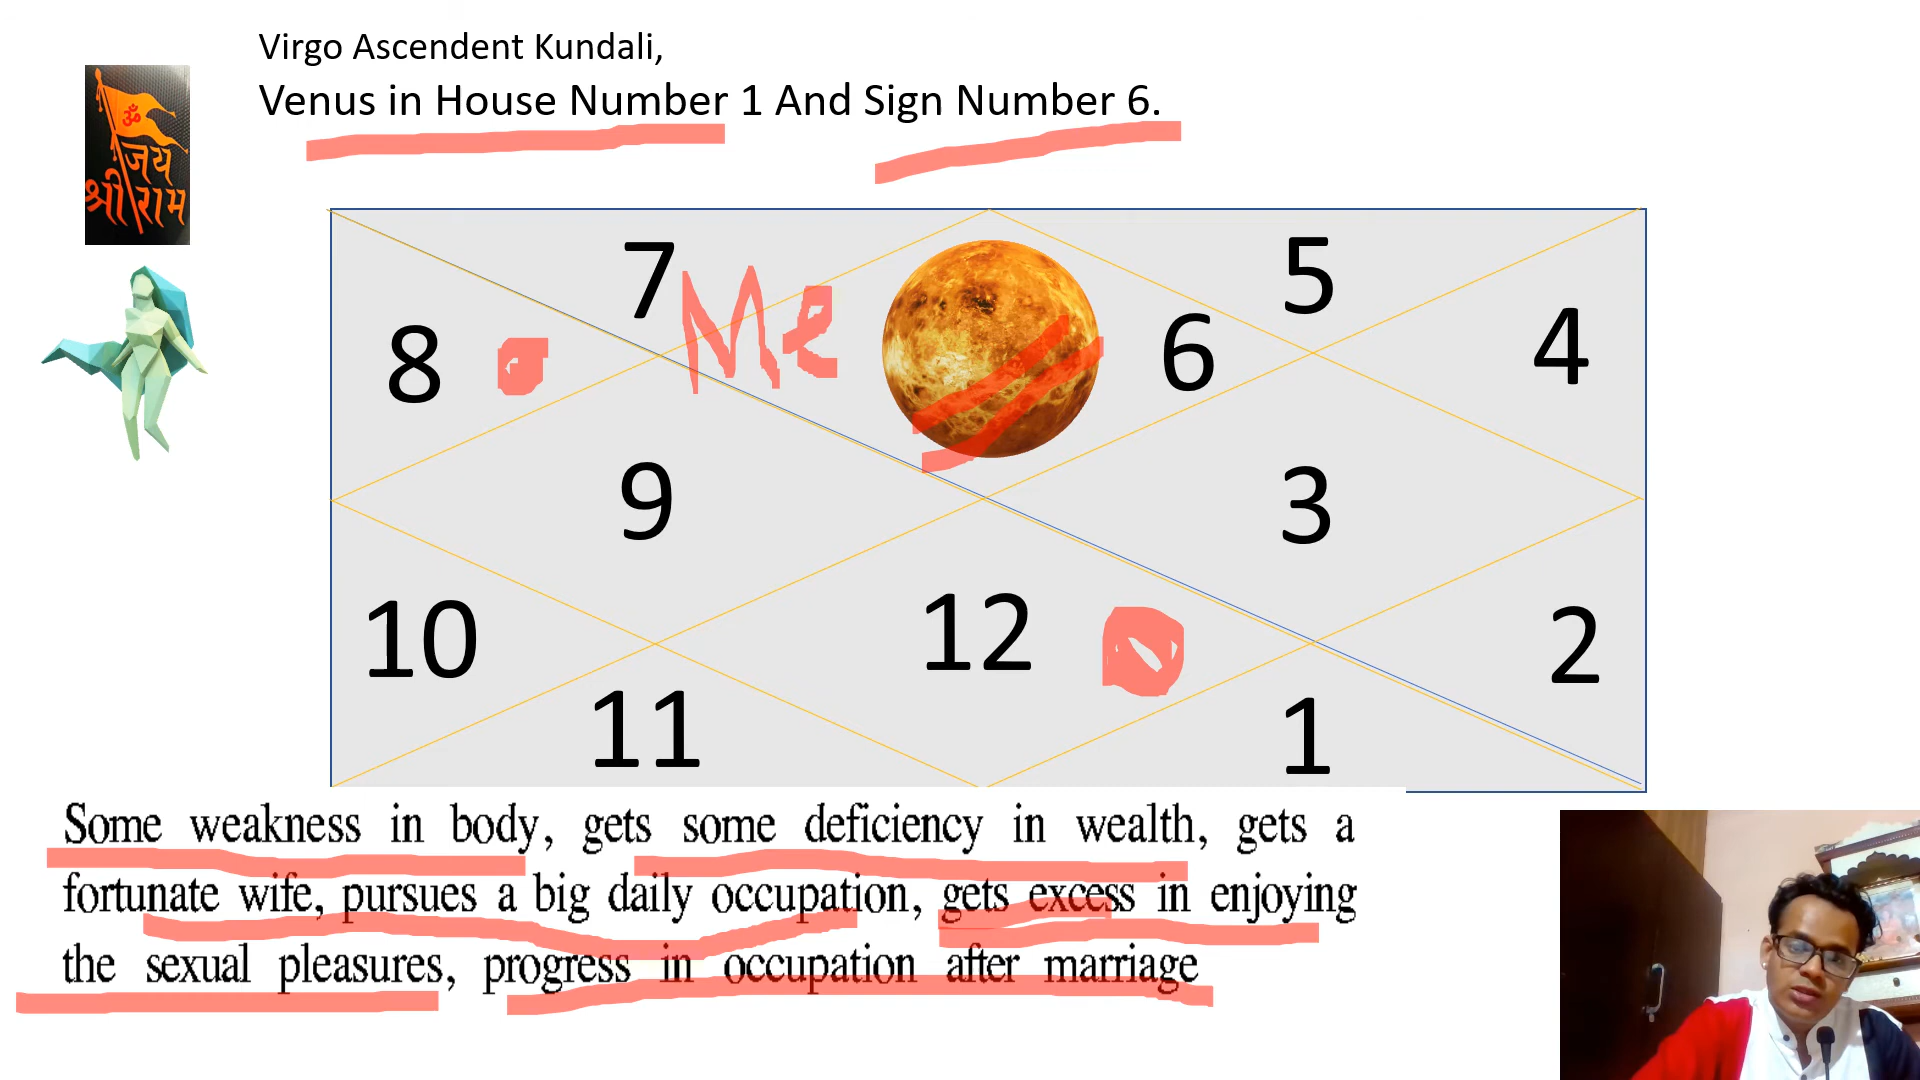 Virgo Ascendent Kundali,
Venus in House Number 1 And Sign Number 6.
ॐ
जय
श्री राम
7
5
Me
8
6
4
9
3
10
12
2
11
1
Some weakness in body, gets some deficiency in wealth, gets a
fortunate wife, pursues a big daily occupation, gets excess in enjoying
the sexual pleasures, progress in occupation after marriage